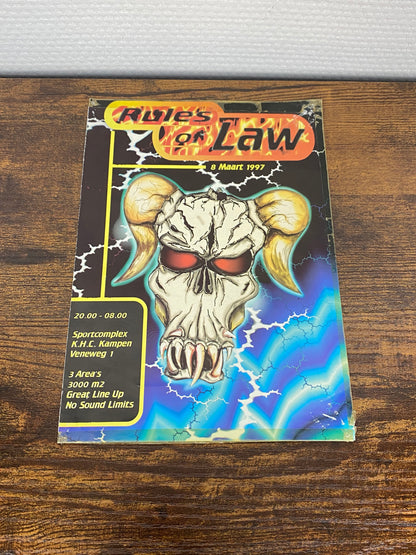 Rules
of Law
8 Maart 1997
20.00 - 08.00
Sportcomplex
K.H.C. Kampen
Veneweg 1
3 Area's
3000 m2
Great Line Up
No Sound Limits